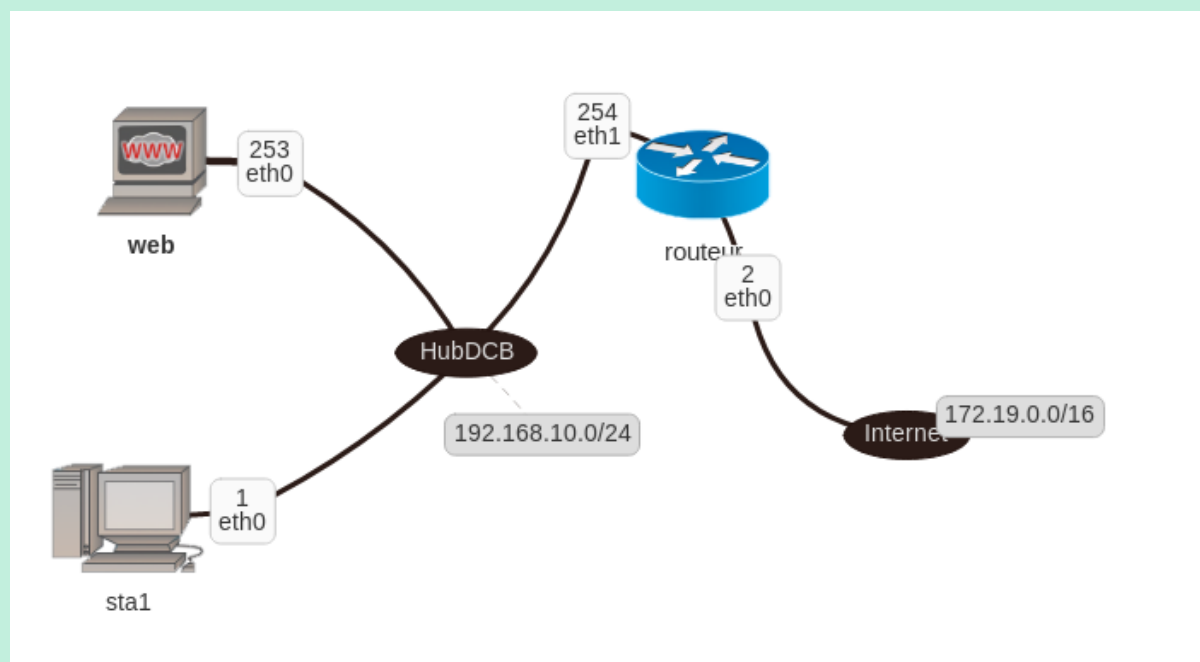 254
eth1
WWW
253
eth0
web
routeur
2
eth0
HubDCB
192.168.10.0/24
172.19.0.0/16
Internet
1
eth0
sta1